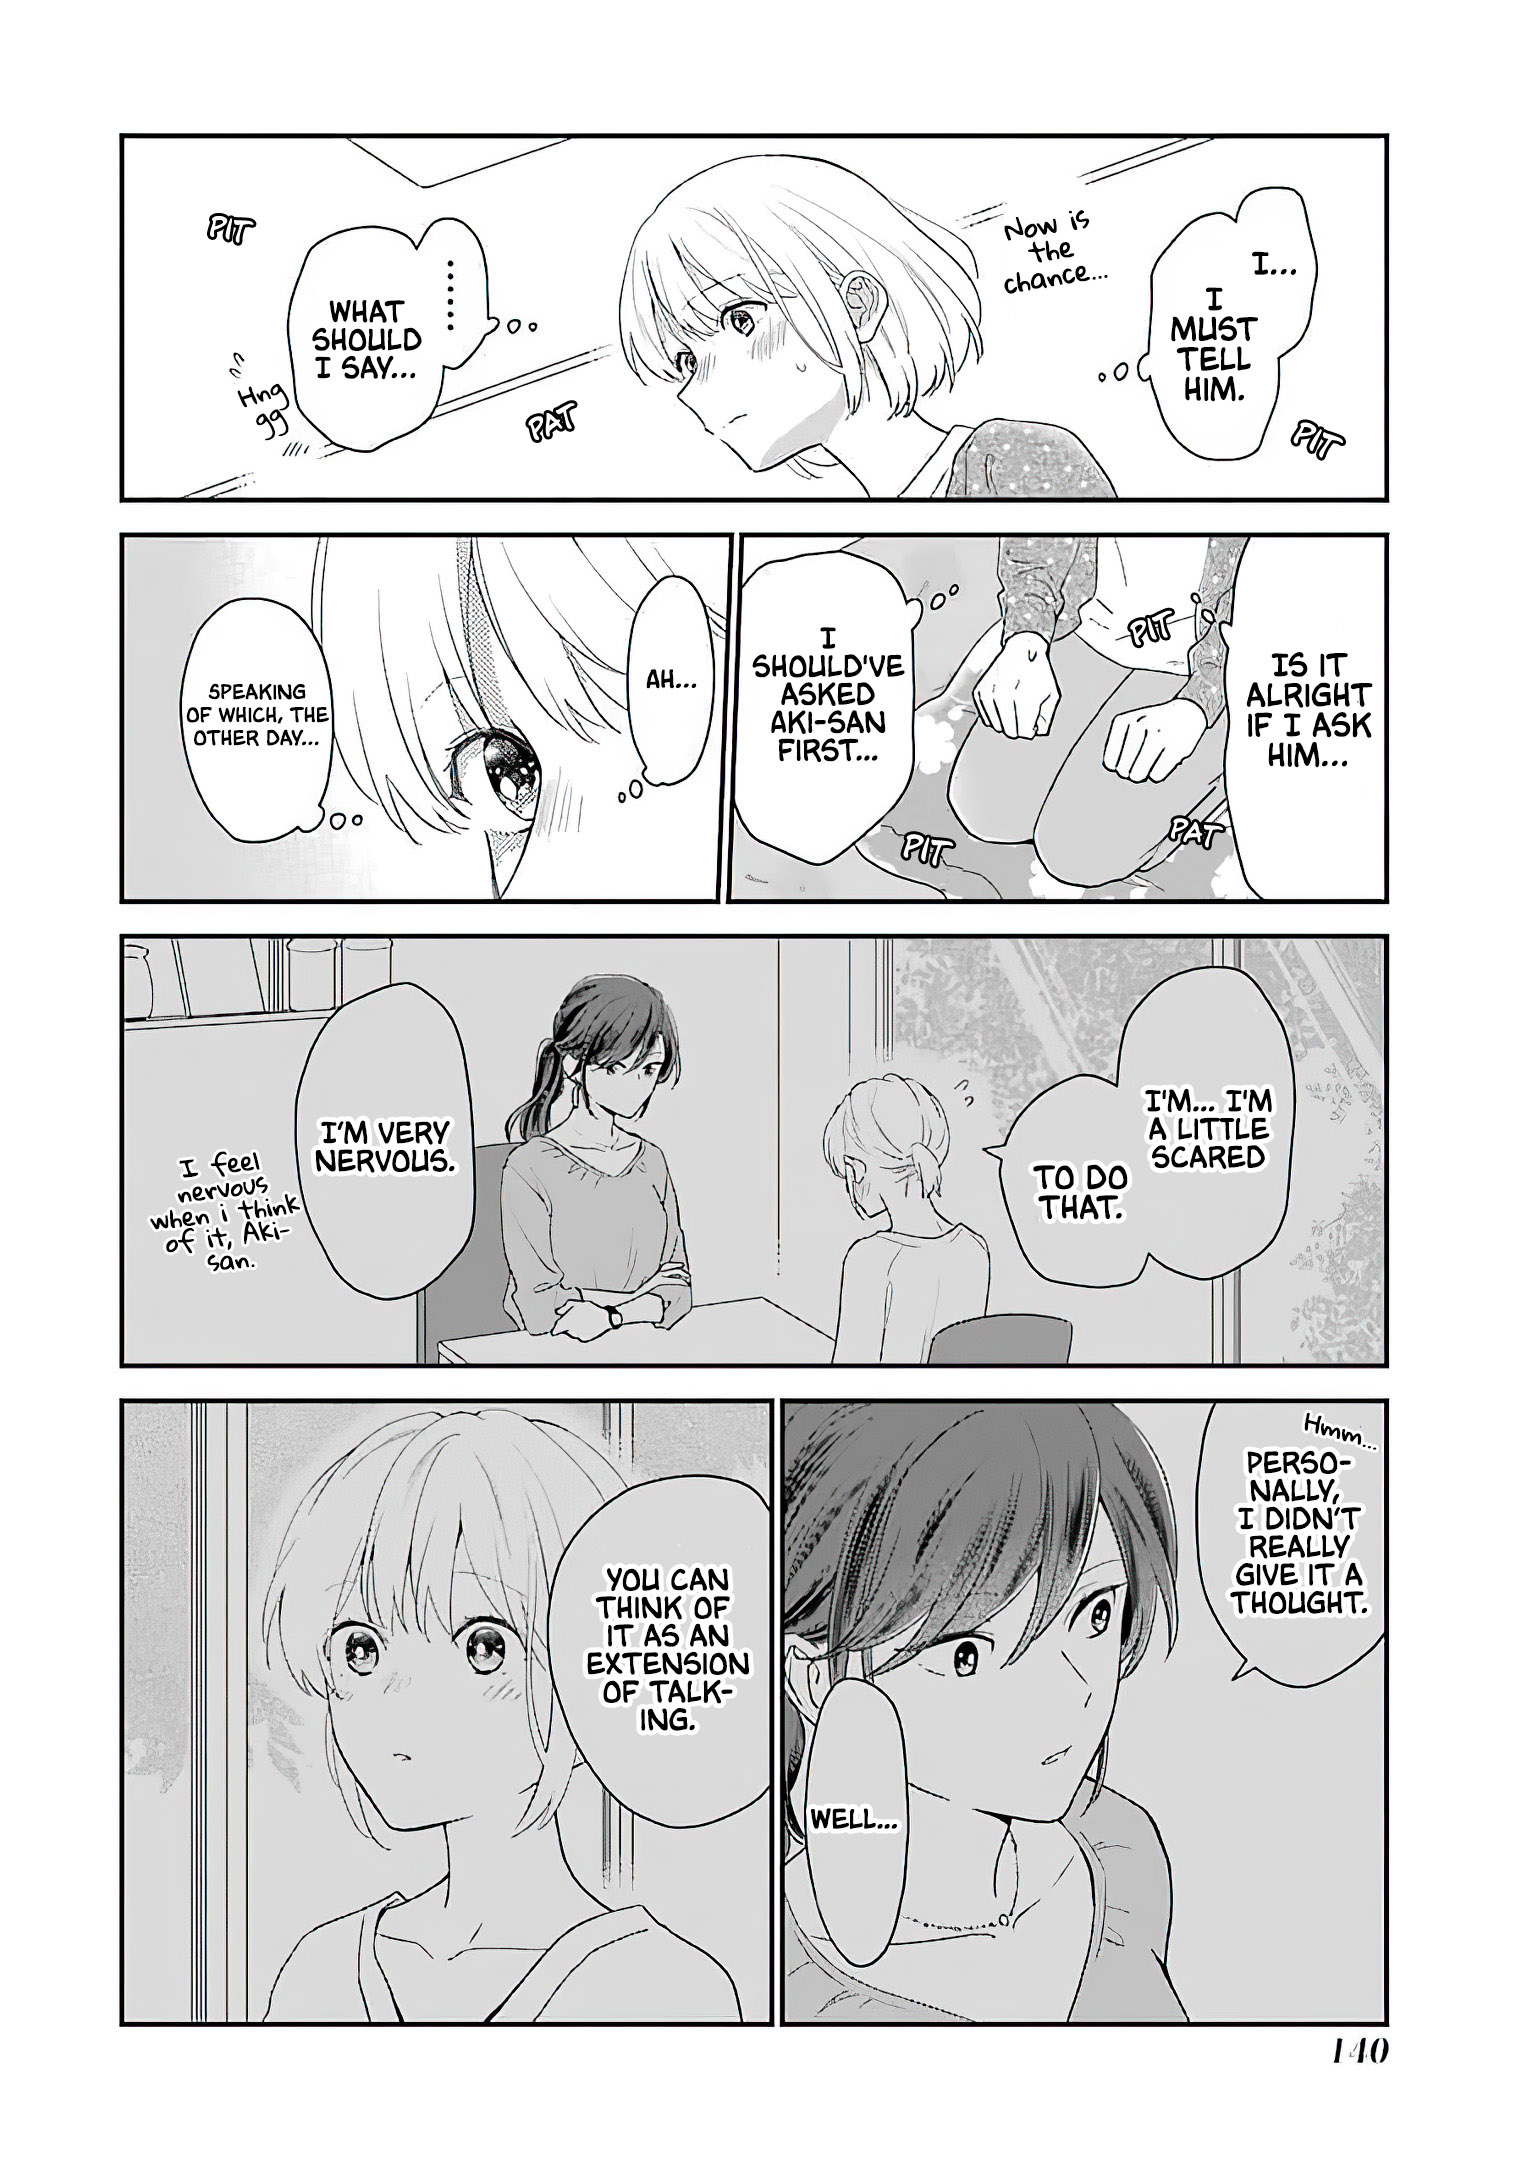 I...
I
MUST
TELL
HIM.
PIT
Now is
the
chance...
......
WHAT
SHOULD
I SAY...
PIT
PAT
Hng
gg
IS IT
ALRIGHT
IF I ASK
HIM...
PIT
PAT
PIT
I
SHOULD'VE
ASKED
AKI-SAN
FIRST...
AH...
SPEAKING
OF WHICH, THE
OTHER DAY...
I'M... I'M
A LITTLE
SCARED
TO DO
THAT.
I'M VERY
NERVOUS.
I feel
nervous
when i think
of it, Aki-
san.
Hmm...
PERSO-
NALLY,
I DIDN'T
REALLY
GIVE IT A
THOUGHT.
WELL...
YOU CAN
THINK OF
IT AS AN
EXTENSION
OF TALK-
ING.
140